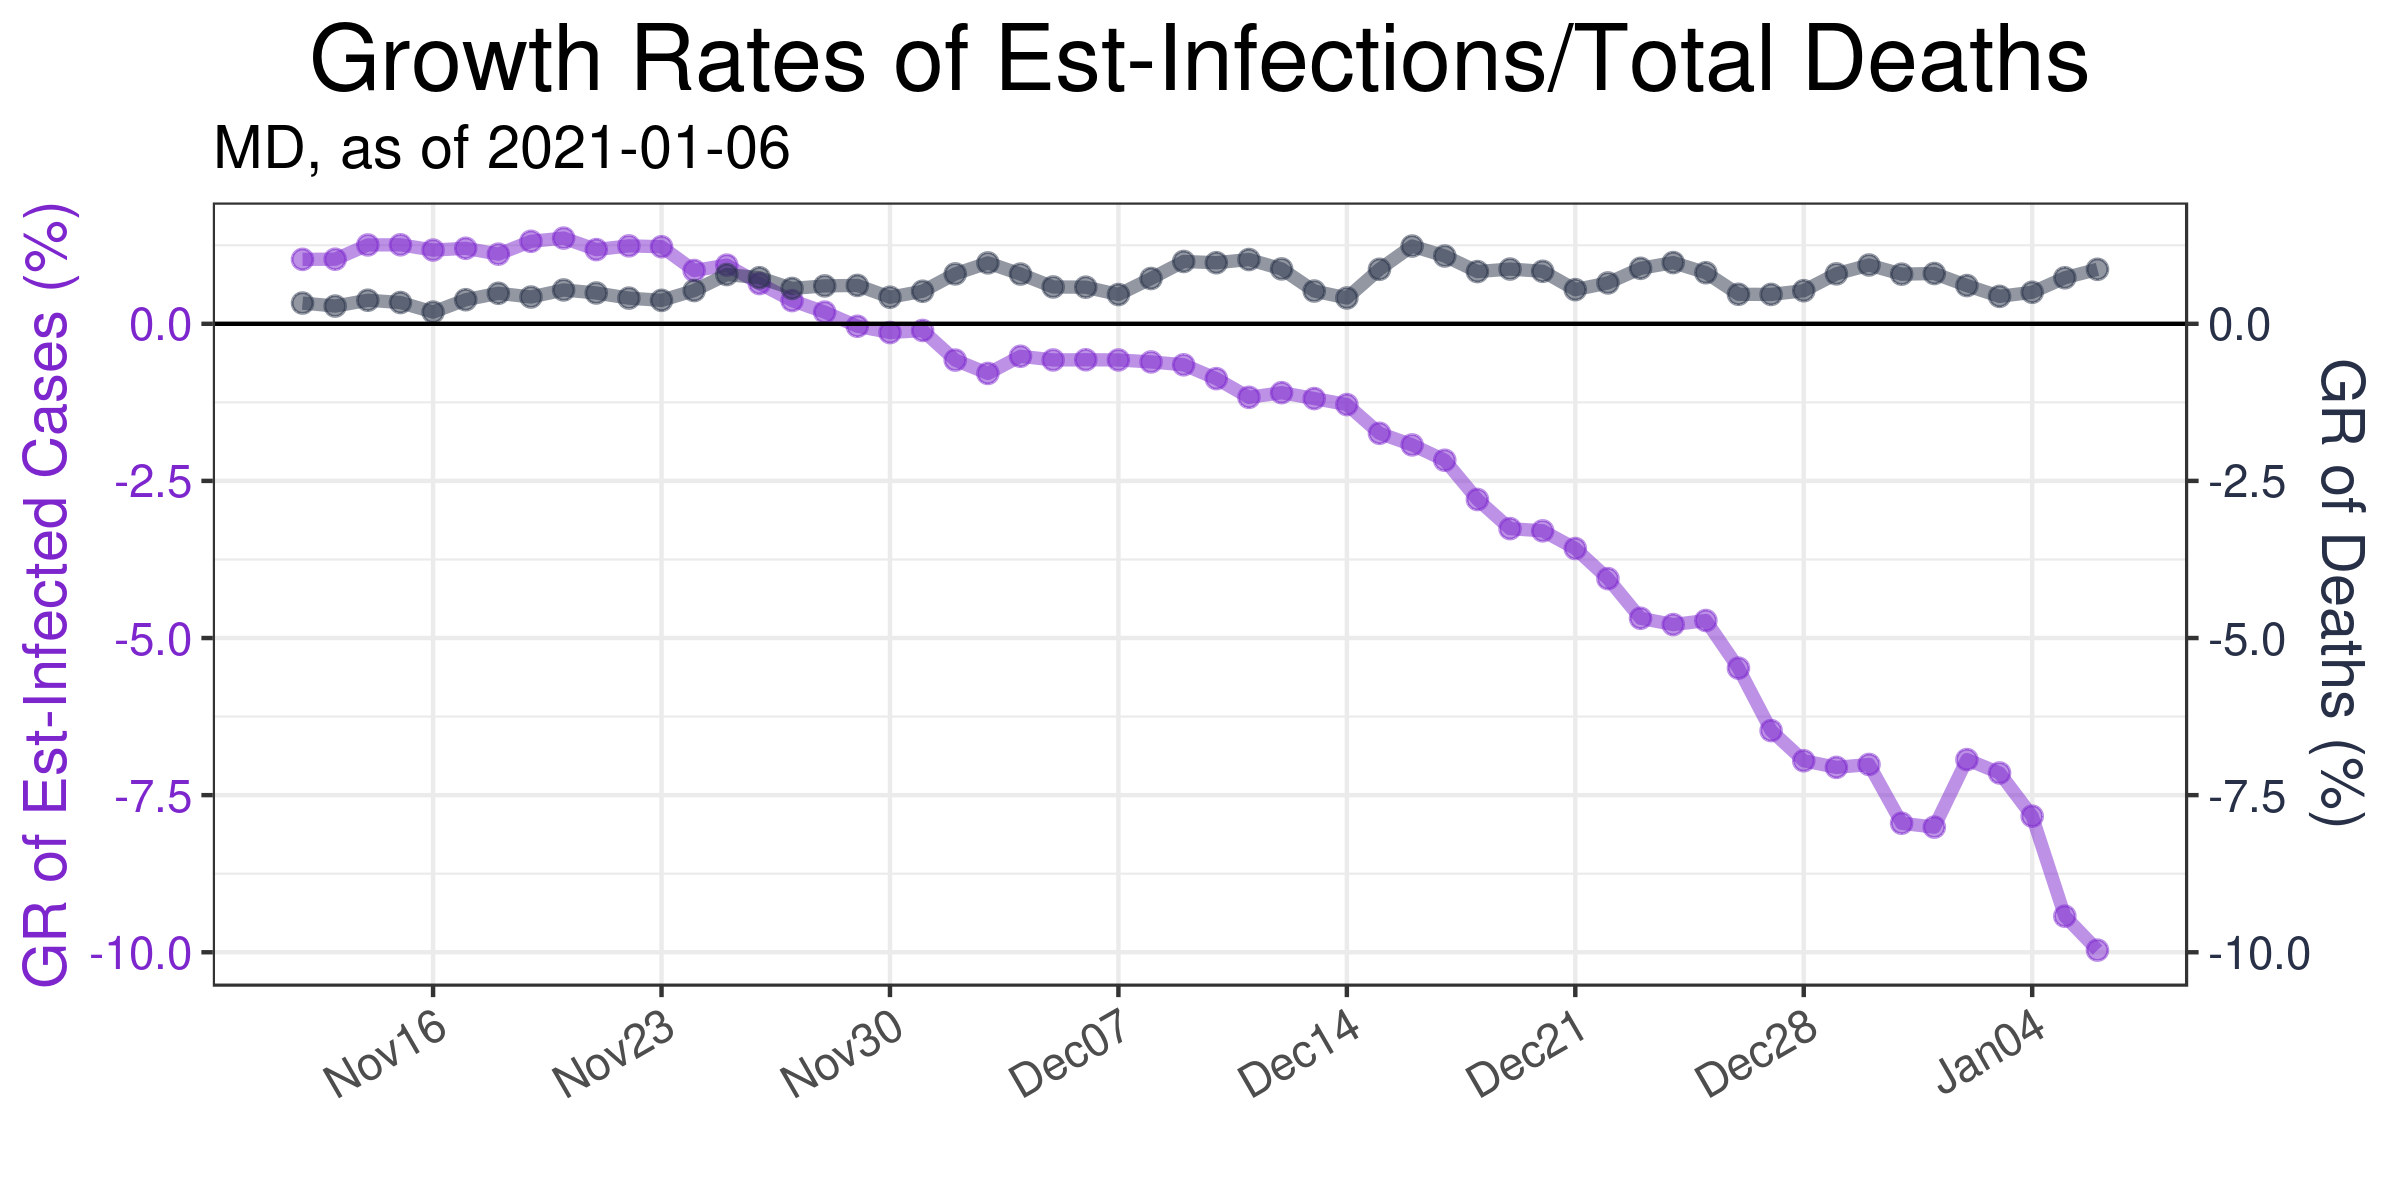 Growth Rates of Est-Infections/Total Deaths
MD, as of 2021-01-06
GR of Est-Infected Cases (%)
0.0
-2.5
-5.0
-7.5
-10.0
0.0
-2.5
-5.0
-7.5
-10.0
GR of Deaths (%)
Nov16
Nov23
Nov30
Dec07
Dec14
Dec21
Dec28
Jan04